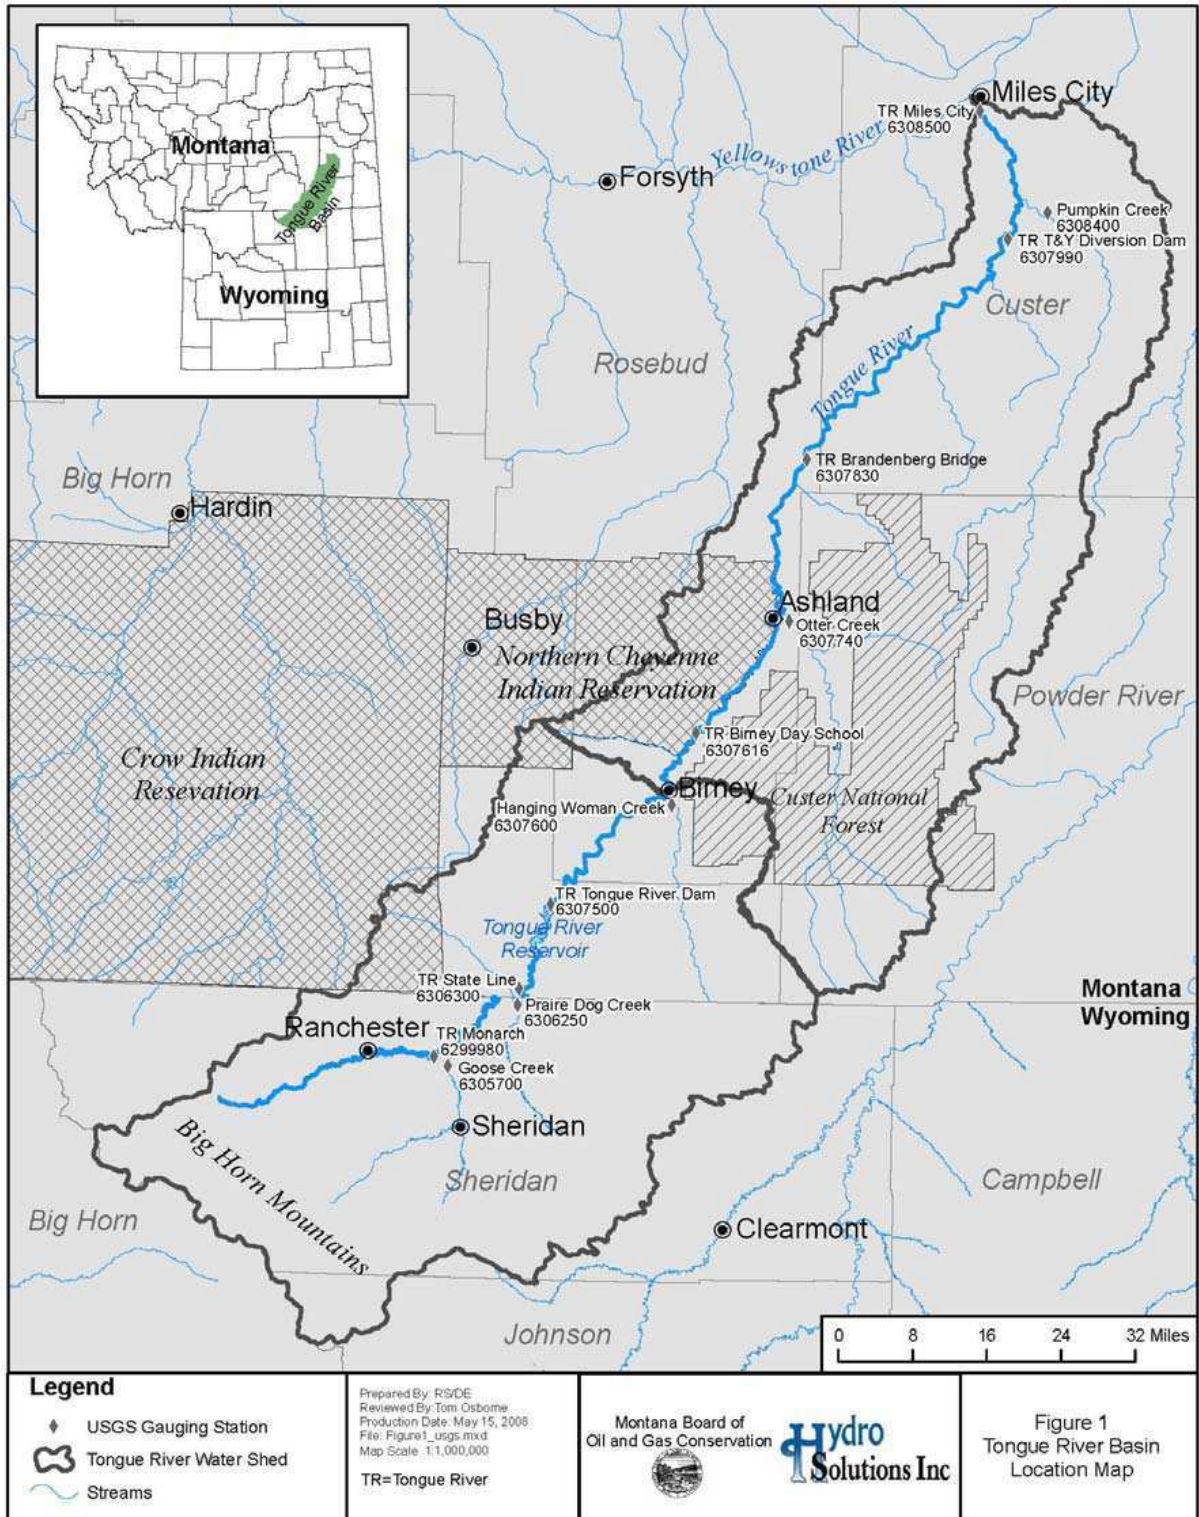 Montana
Tongue River
Basin
Wyoming
Miles City
TR Miles City
6308500
Yellowstone River
Forsyth
Pumpkin Creek
6308400
TR T&Y Diversion Dam
6307990
Custer
Rosebud
Tongue River
TR Brandenberg Bridge
6307830
Big Horn
Hardin
Ashland
Otter Creek
6307740
Busby
Northern Cheyenne
Indian Reservation
Powder River
TR Birney Day School
6307616
Crow Indian
Resevation
Birney
Hanging Woman Creek
6307600
Custer National
Forest
TR Tongue River Dam
6307500
Tongue River
Reservoir
TR State Line
6306300
Prairе Dog Creek
6306250
Montana
Wyoming
Ranchester
TR Monarch
6299980
Goose Creek
6305700
Sheridan
Big Horn Mountains
Sheridan
Campbell
Big Horn
Clearmont
Johnson
0 8 16 24 32 Miles
Legend
USGS Gauging Station
Tongue River Water Shed
Streams
Prepared By: RS/DE
Reviewed By:Tom Osborne
Production Date: May 15, 2008
File: Figure1_usgs.mxd
Map Scale 1:1,000,000
TR=Tongue River
Montana Board of
Oil and Gas Conservation
Hydro
Solutions Inc
Figure 1
Tongue River Basin
Location Map